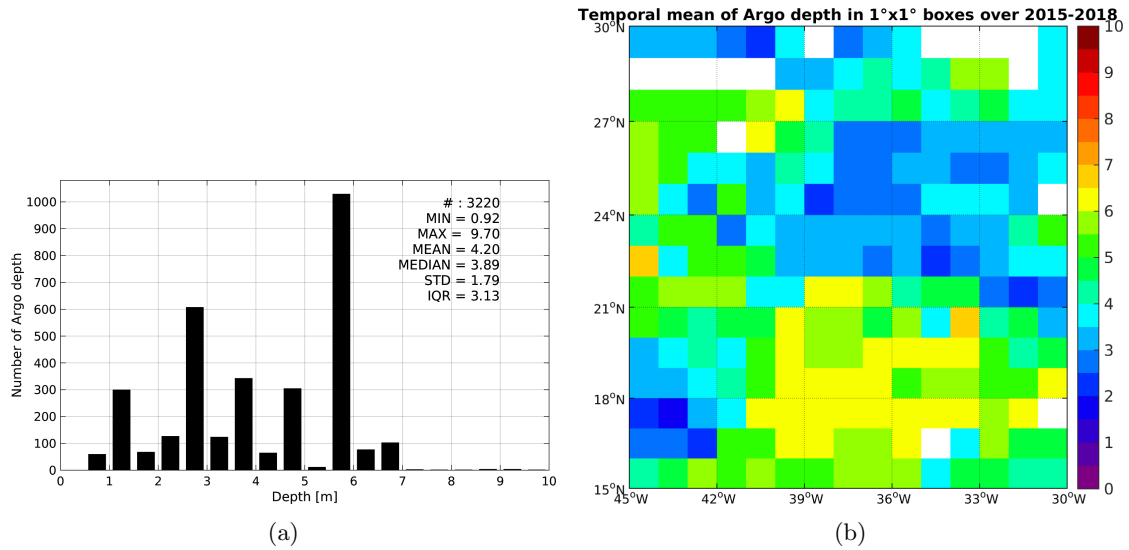 Temporal mean of Argo depth in 1°x1° boxes over 2015-2018
1000
900
800
700
600
500
400
300
200
100
0
Number of Argo depth
# : 3220
MIN = 0.92
MAX = 9.70
MEAN = 4.20
MEDIAN = 3.89
STD = 1.79
IQR = 3.13
0 1 2 3 4 5 6 7 8 9 10
Depth [m]
(a)
30°N
27°N
24°N
21°N
18°N
15°N
45°W 42°W 39°W 36°W 33°W 30°W
10
9
8
7
6
5
4
3
2
1
0
(b)